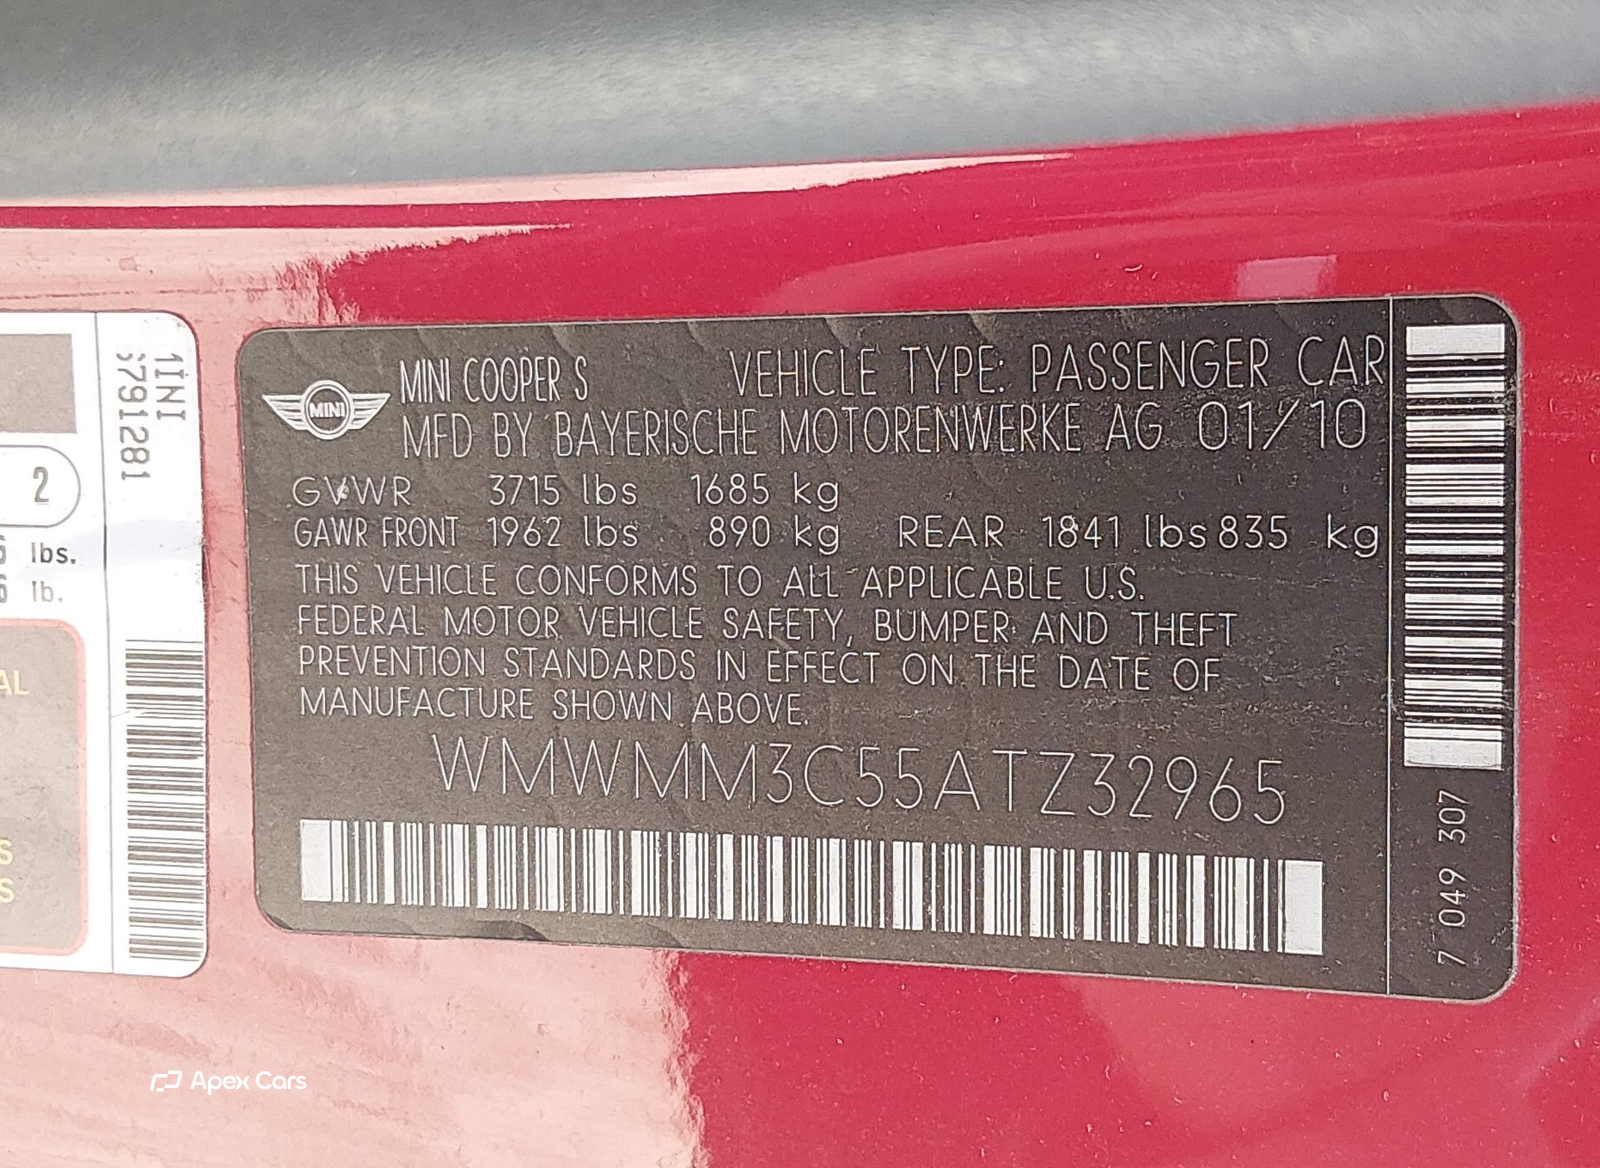 1INI
S791281
2
lbs.
lb.
AL
S
S
MINI
MINI COOPER S VEHICLE TYPE: PASSENGER CAR
MFD BY BAYERISCHE MOTORENWERKE AG 01/10
GVWR 3715 lbs 1685 kg
GAWR FRONT 1962 lbs 890 kg REAR 1841 lbs 835 kg
THIS VEHICLE CONFORMS TO ALL APPLICABLE U.S.
FEDERAL MOTOR VEHICLE SAFETY, BUMPER AND THEFT
PREVENTION STANDARDS IN EFFECT ON THE DATE OF
MANUFACTURE SHOWN ABOVE.
WMWMM3C55ATZ32965
7 049 307
Apex Cars